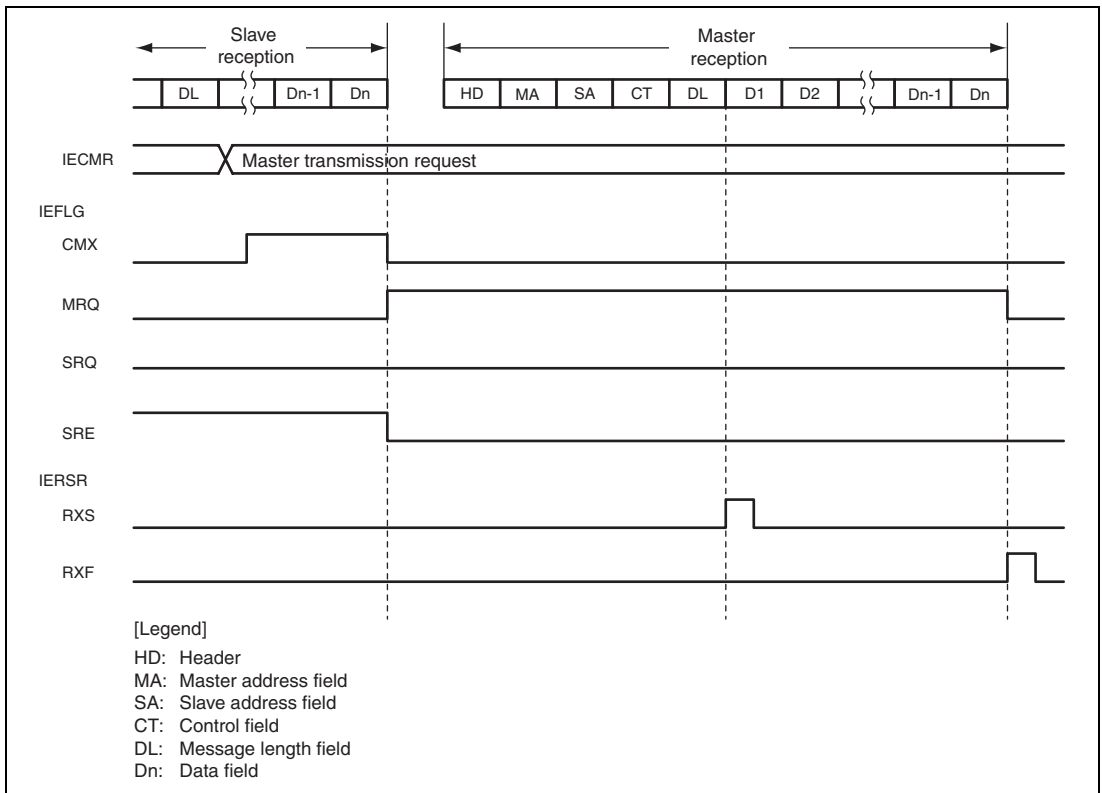 Slave
reception
Master
reception
DL Dn-1 Dn HD MA SA CT DL D1 D2 Dn-1 Dn
IECMR Master transmission request
IEFLG
CMX
MRQ
SRQ
SRE
IERSR
RXS
RXF
[Legend]
HD: Header
MA: Master address field
SA: Slave address field
CT: Control field
DL: Message length field
Dn: Data field